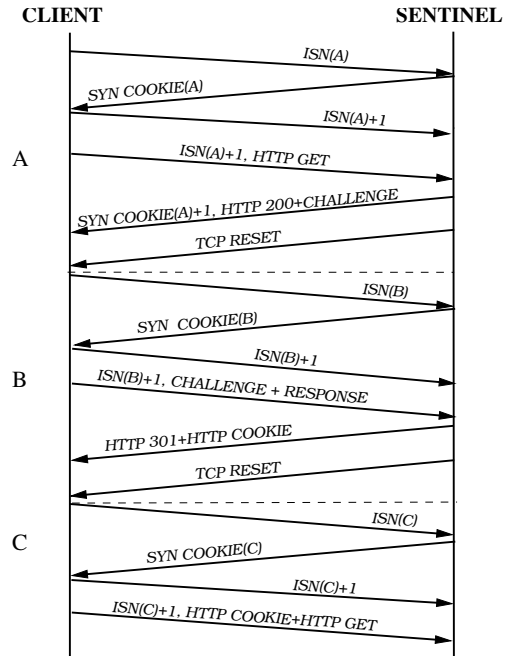 CLIENT SENTINEL
ISN(A)
SYN COOKIE(A)
ISN(A)+1
A
ISN(A)+1, HTTP GET
SYN COOKIE(A)+1, HTTP 200+CHALLENGE
TCP RESET
ISN(B)
SYN COOKIE(B)
ISN(B)+1
B
ISN(B)+1, CHALLENGE + RESPONSE
HTTP 301+HTTP COOKIE
TCP RESET
ISN(C)
C
SYN COOKIE(C)
ISN(C)+1
ISN(C)+1, HTTP COOKIE+HTTP GET